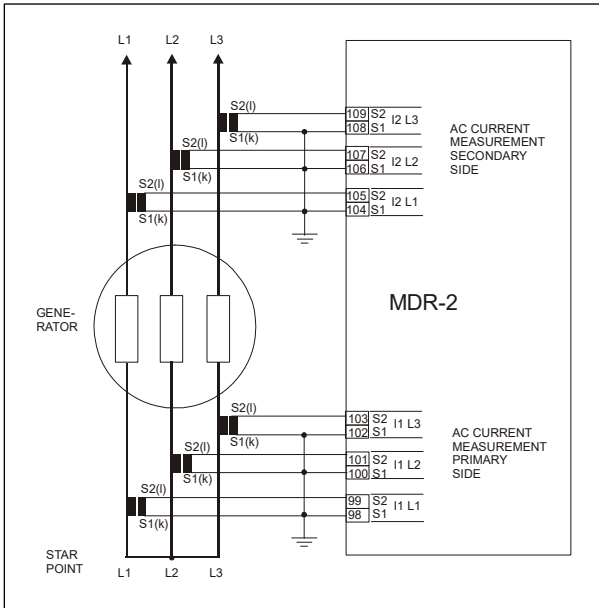 L1 L2 L3
S2(l)
S1(k)
109 S2 I2 L3
108 S1
AC CURRENT
MEASUREMENT
SECONDARY
SIDE
S2(l)
S1(k)
107 S2 I2 L2
106 S1
S2(l)
S1(k)
105 S2 I2 L1
104 S1
GENE-
RATOR
MDR-2
S2(l)
S1(k)
103 S2 I1 L3
102 S1
AC CURRENT
MEASUREMENT
PRIMARY
SIDE
S2(l)
S1(k)
101 S2 I1 L2
100 S1
S2(l)
S1(k)
99 S2 I1 L1
98 S1
STAR
POINT
L1 L2 L3